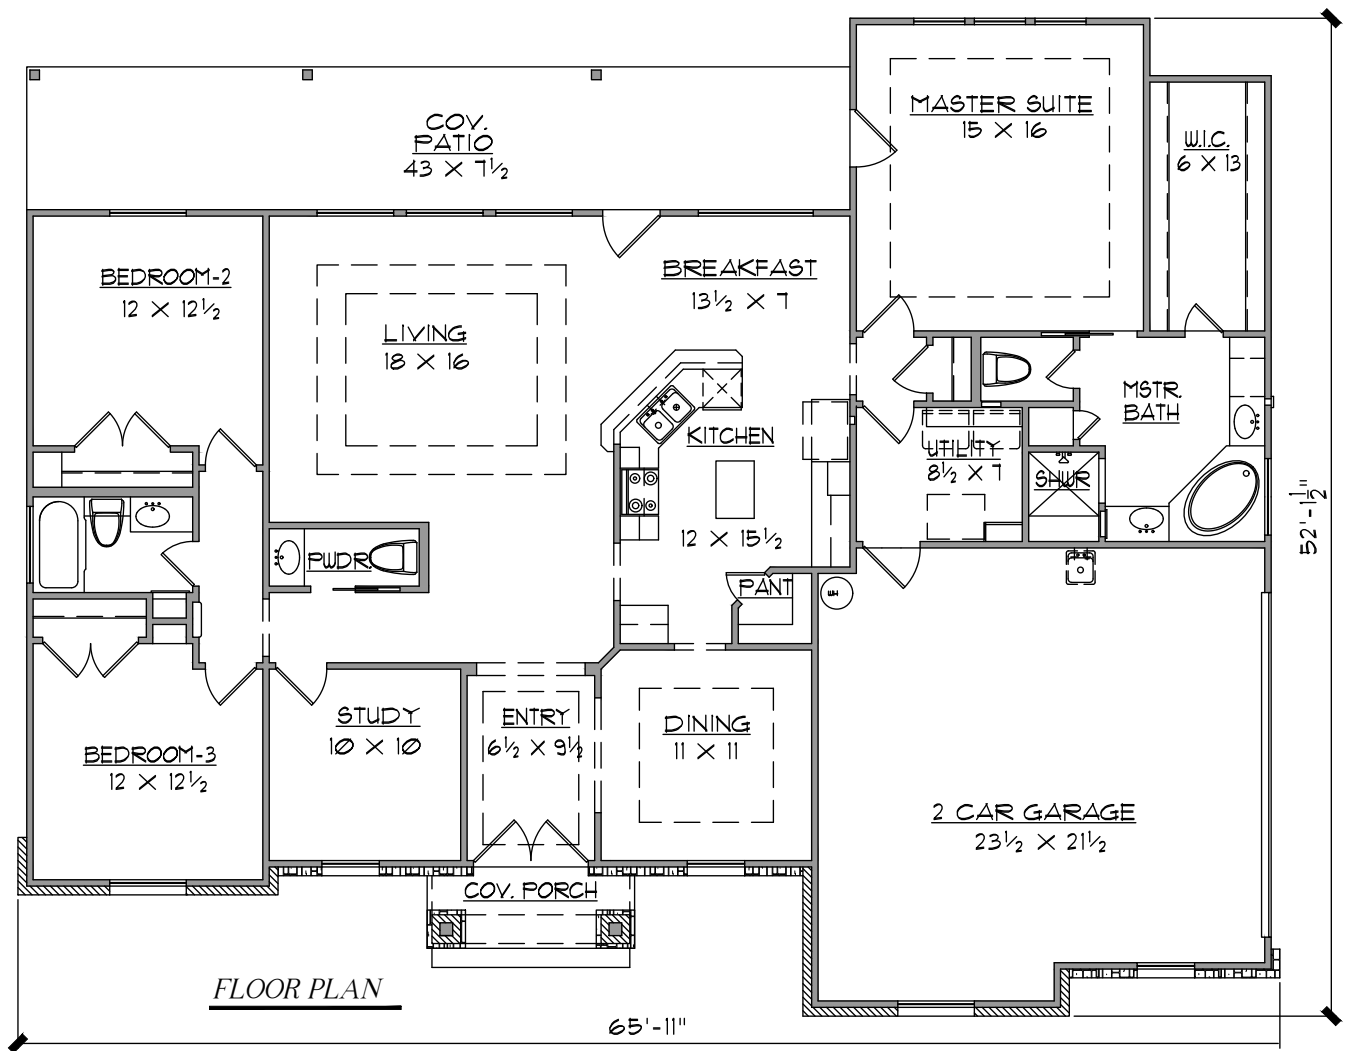 MASTER SUITE
15 X 16
W.I.C.
6 X 13
COV.
PATIO
43 X 7½
BEDROOM-2
12 X 12½
LIVING
18 X 16
BREAKFAST
13½ X 7
KITCHEN
12 X 15½
UTILITY
8½ X 7
MSTR.
BATH
SHWR
PWDR.
PANT
WH
52'-1½"
BEDROOM-3
12 X 12½
STUDY
10 X 10
ENTRY
6½ X 9½
DINING
11 X 11
2 CAR GARAGE
23½ X 21½
COV. PORCH
FLOOR PLAN
65'-11"